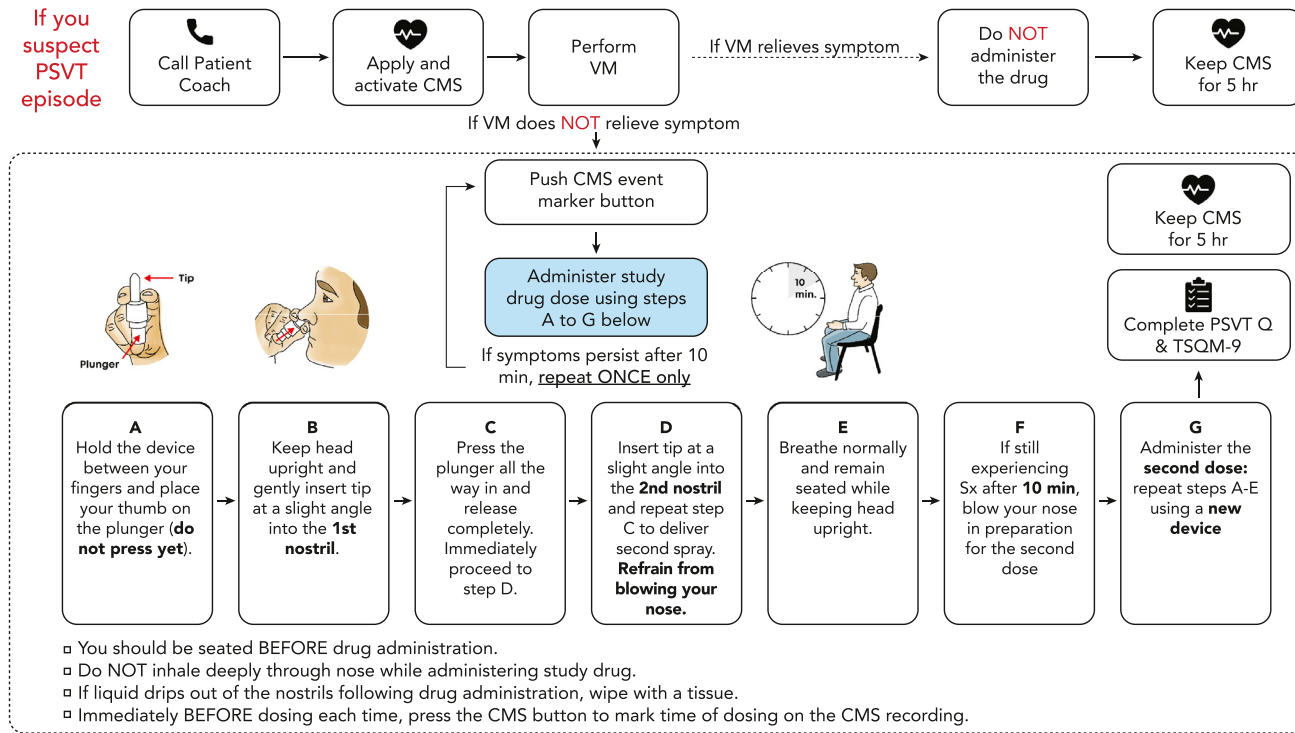 If you
suspect
PSVT
episode
Call Patient
Coach
Apply and
activate CMS
Perform
VM
If VM relieves symptom
Do NOT
administer
the drug
Keep CMS
for 5 hr
If VM does NOT relieve symptom
Push CMS event
marker button
Administer study
drug dose using steps
A to G below
If symptoms persist after 10
min, repeat ONCE only
Tip
Plunger
10
min.
Keep CMS
for 5 hr
Complete PSVT Q
& TSQM-9
A
Hold the device
between your
fingers and place
your thumb on
the plunger (do
not press yet).
B
Keep head
upright and
gently insert tip
at a slight angle
into the 1st
nostril.
C
Press the
plunger all the
way in and
release
completely.
Immediately
proceed to
step D.
D
Insert tip at a
slight angle into
the 2nd nostril
and repeat step
C to deliver
second spray.
Refrain from
blowing your
nose.
E
Breathe normally
and remain
seated while
keeping head
upright.
F
If still
experiencing
Sx after 10 min,
blow your nose
in preparation
for the second
dose
G
Administer the
second dose:
repeat steps A-E
using a new
device
You should be seated BEFORE drug administration.
Do NOT inhale deeply through nose while administering study drug.
If liquid drips out of the nostrils following drug administration, wipe with a tissue.
Immediately BEFORE dosing each time, press the CMS button to mark time of dosing on the CMS recording.